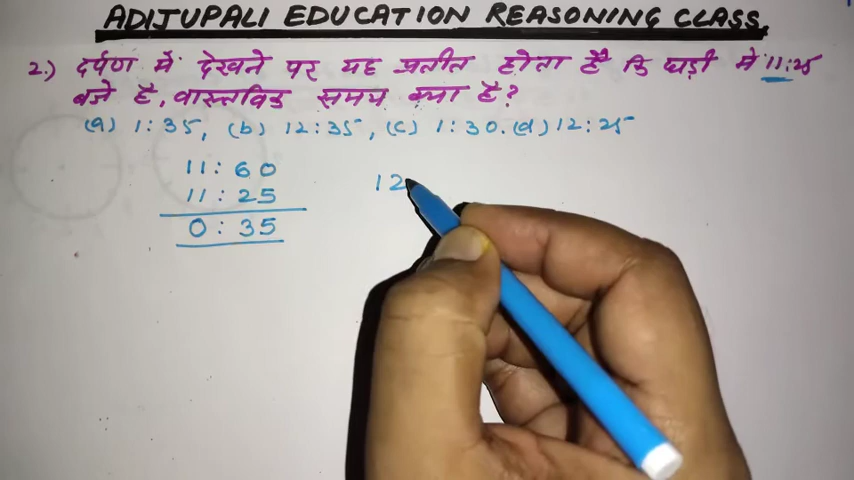 ADIJUPALI EDUCATION REASONING CLASS
2.) दर्पण में देखने पर यह प्रतीत होता है कि घड़ी मे 11:25
बजे है, वास्तविक समय क्या है?
(a) 1:35, (b) 12:35, (c) 1:30. (d) 12:25
11:60
11:25
0:35
12